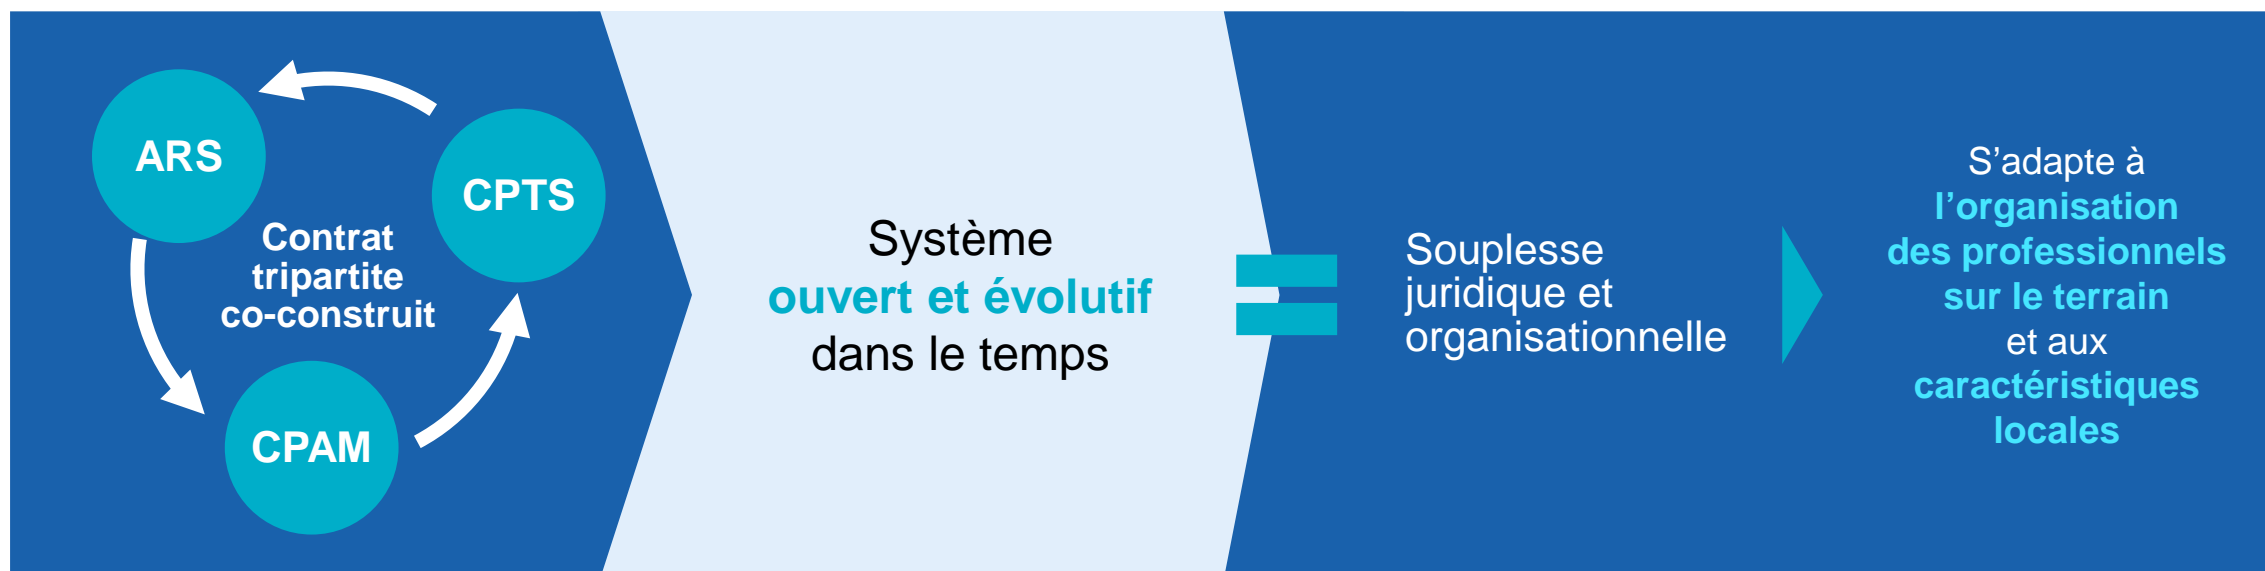 ARS
CPTS
Contrat
tripartite
co-construit
CPAM
Système
ouvert et évolutif
dans le temps
Souplesse
juridique et
organisationnelle
S’adapte à
l’organisation
des professionnels
sur le terrain
et aux
caractéristiques
locales